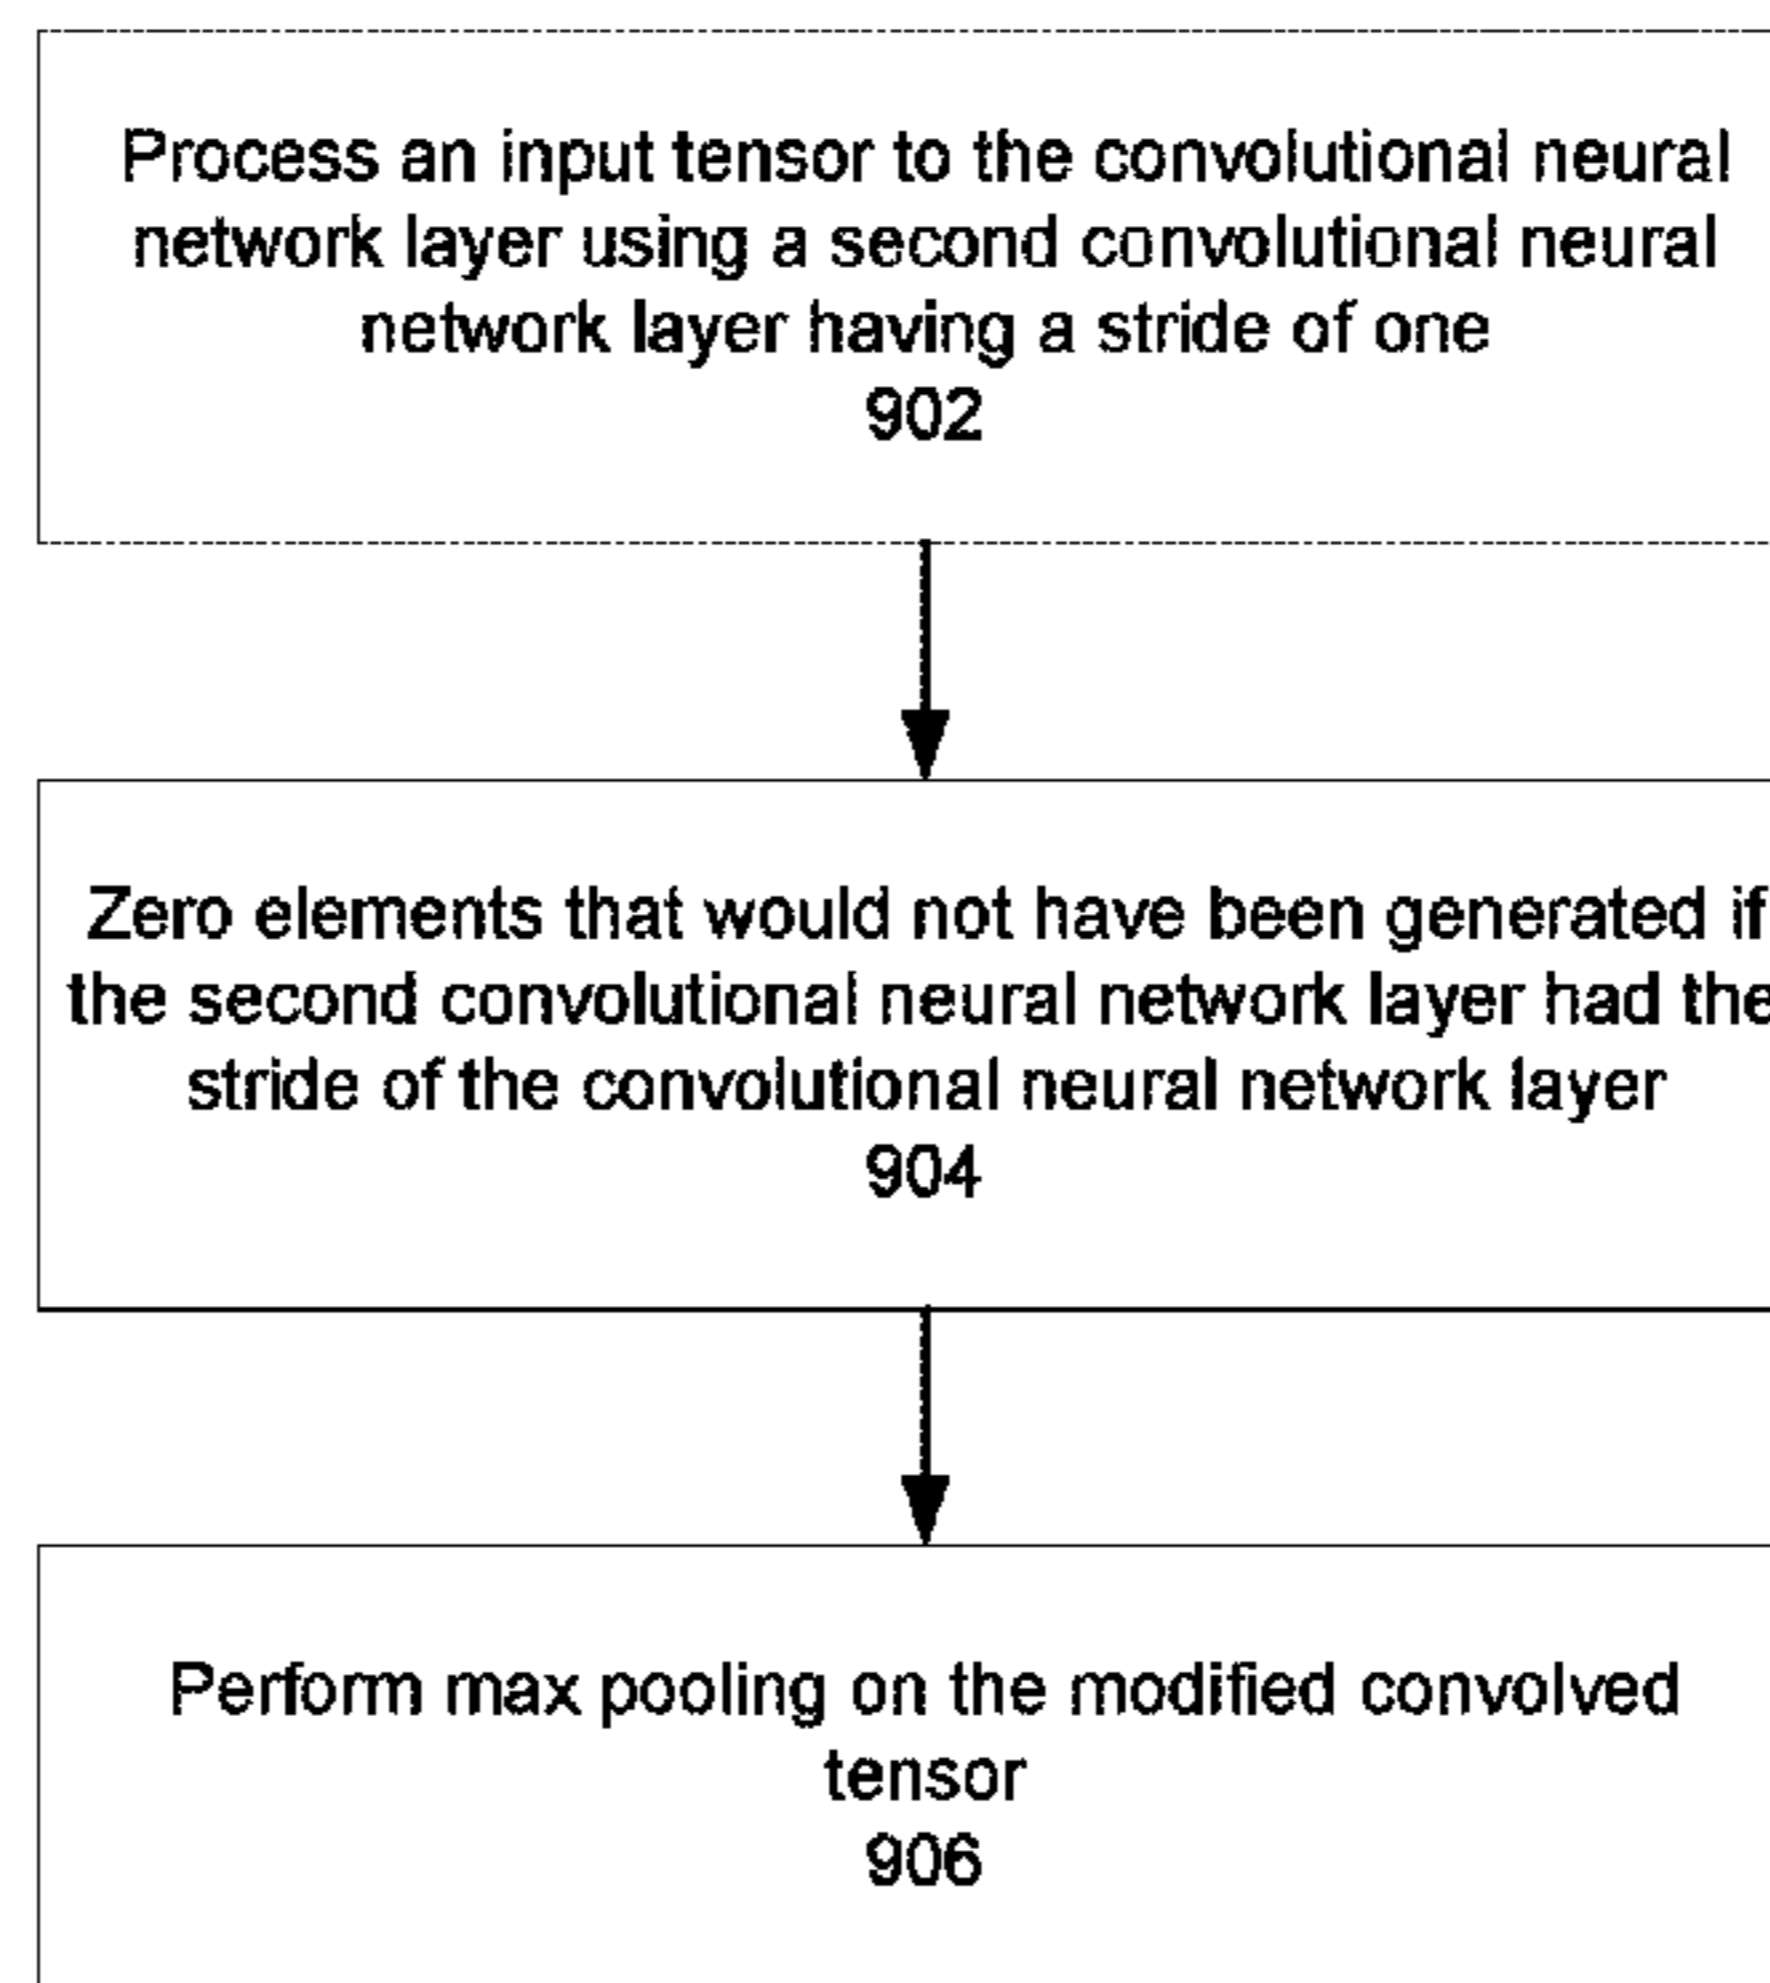 Process an input tensor to the convolutional neural
network layer using a second convolutional neural
network layer having a stride of one
902
Zero elements that would not have been generated if
the second convolutional neural network layer had the
stride of the convolutional neural network layer
904
Perform max pooling on the modified convolved
tensor
906